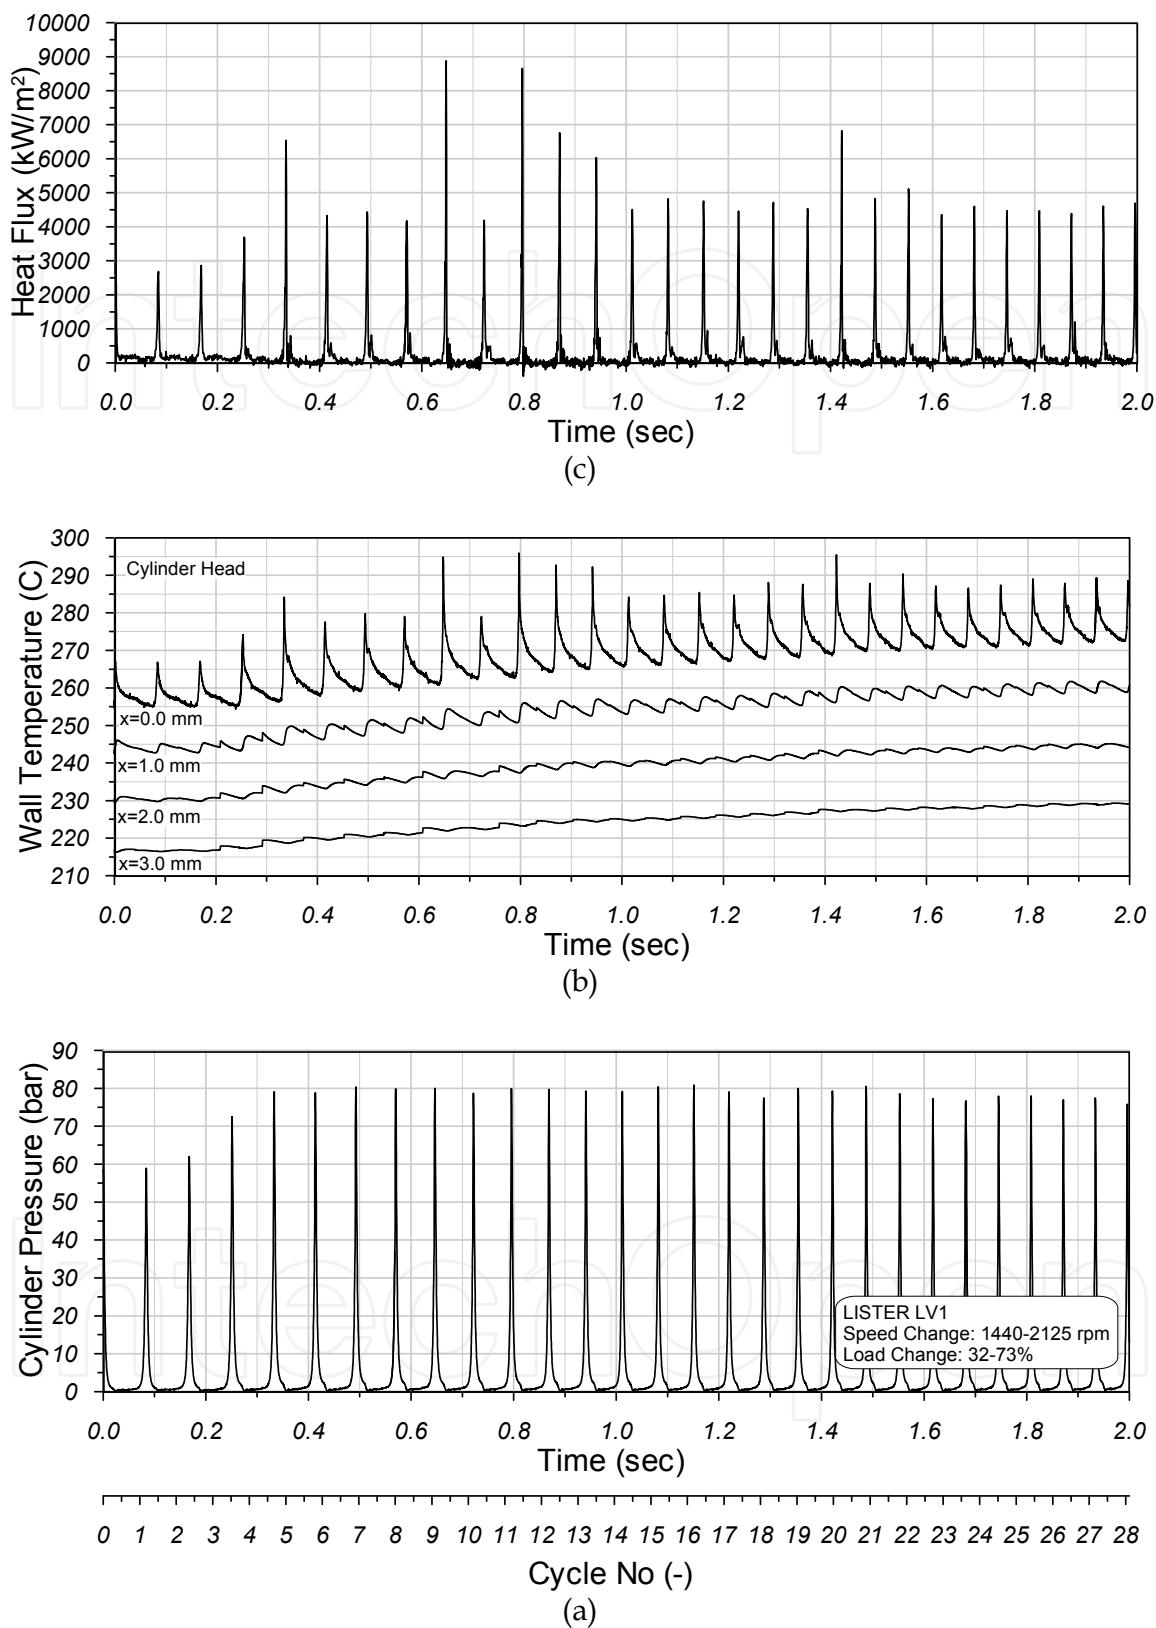 10000
9000
8000
7000
6000
5000
4000
3000
2000
1000
0
Heat Flux (kW/m²)
0.0 0.2 0.4 0.6 0.8 1.0 1.2 1.4 1.6 1.8 2.0
Time (sec)
(c)
300
290
280
270
260
250
240
230
220
210
Wall Temperature (C)
Cylinder Head
x=0.0 mm
x=1.0 mm
x=2.0 mm
x=3.0 mm
0.0 0.2 0.4 0.6 0.8 1.0 1.2 1.4 1.6 1.8 2.0
Time (sec)
(b)
90
80
70
60
50
40
30
20
10
0
Cylinder Pressure (bar)
LISTER LV1
Speed Change: 1440-2125 rpm
Load Change: 32-73%
0.0 0.2 0.4 0.6 0.8 1.0 1.2 1.4 1.6 1.8 2.0
Time (sec)
0 1 2 3 4 5 6 7 8 9 10 11 12 13 14 15 16 17 18 19 20 21 22 23 24 25 26 27 28
Cycle No (-)
(a)
IntechOpen
IntechOpen